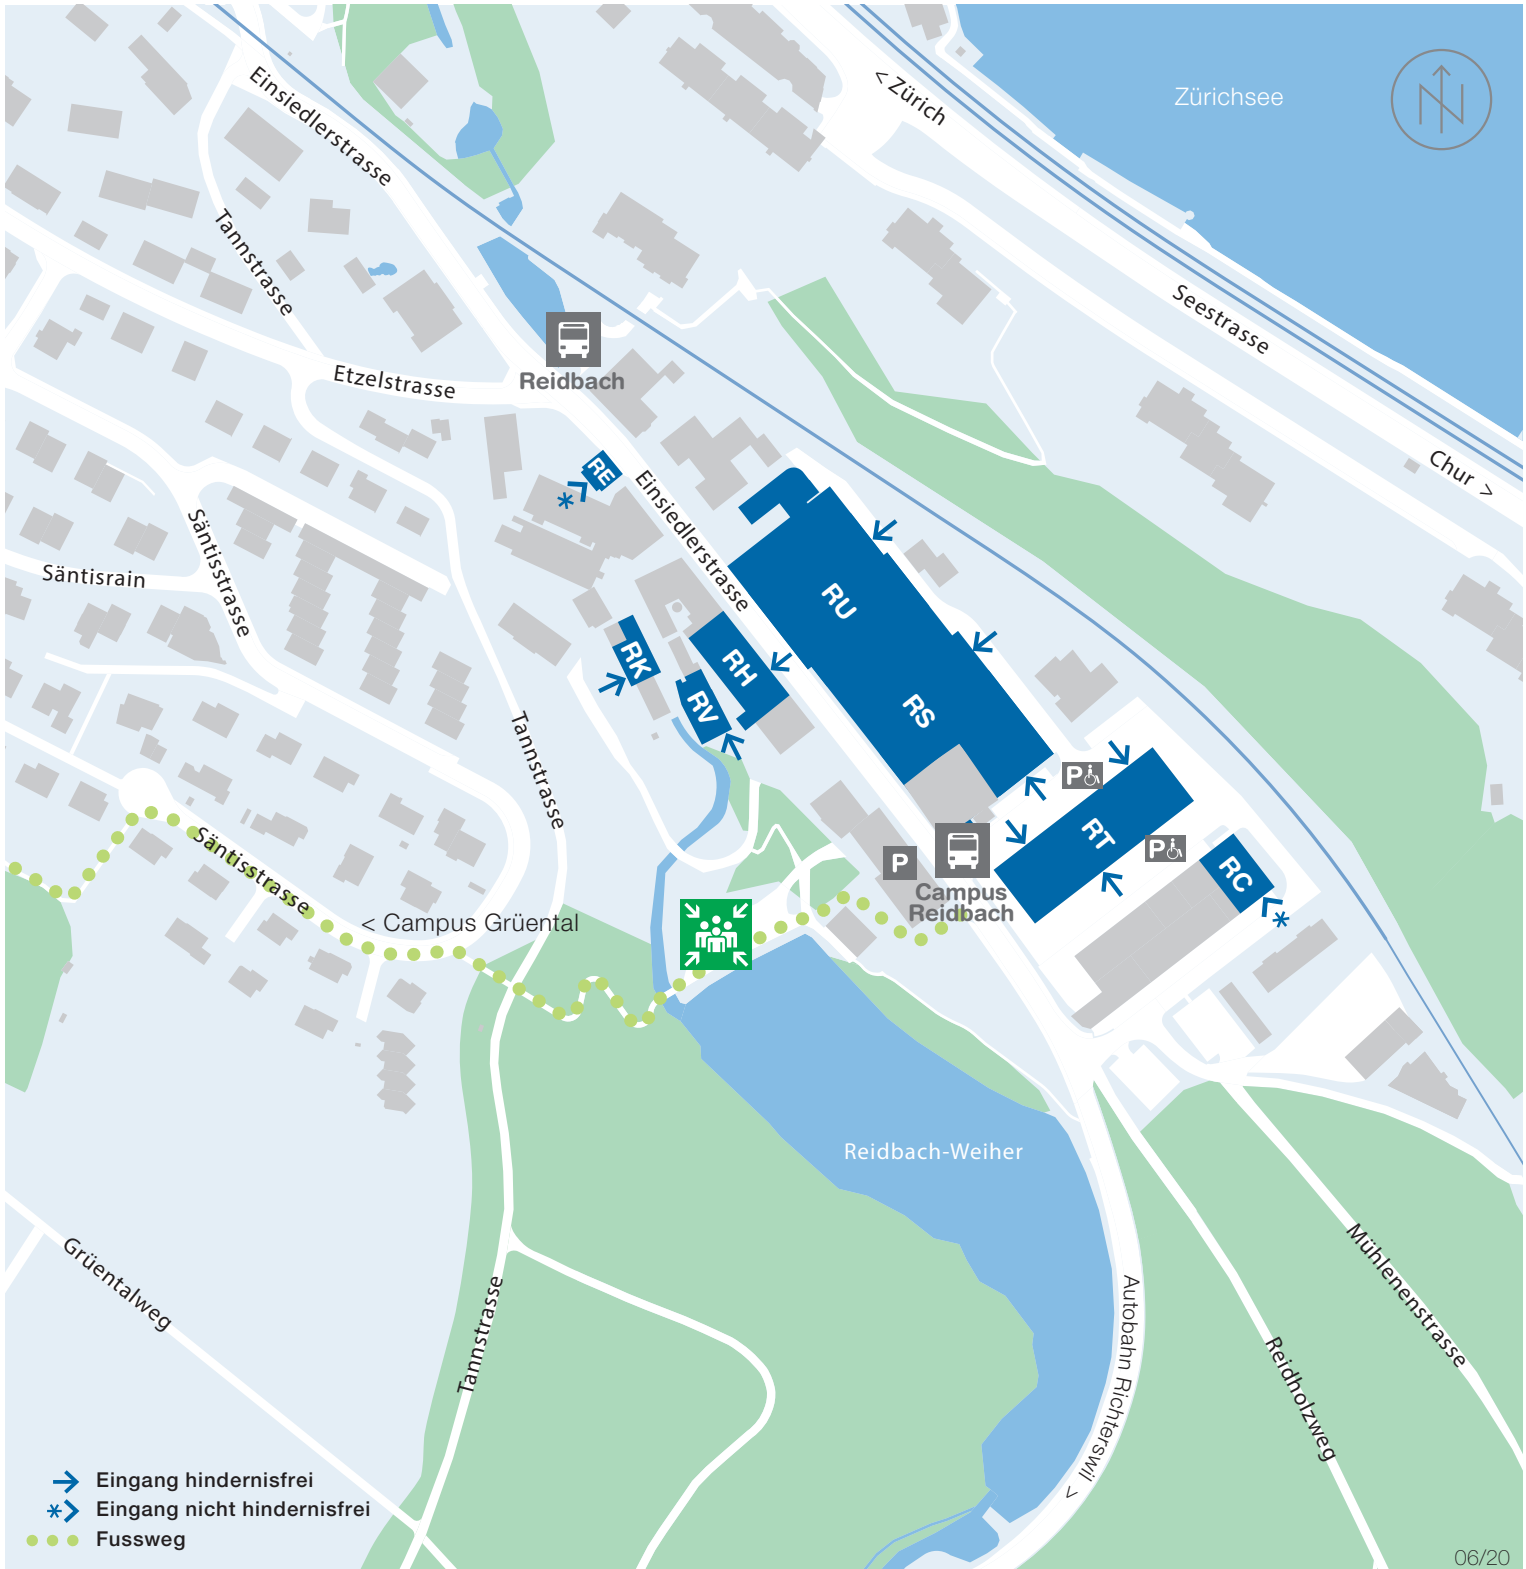 Einsiedlerstrasse
< Zürich
Zürichsee
N
Tannstrasse
Seestrasse
Reidbach
Etzelstrasse
Chur >
RE
Einsiedlerstrasse
Säntisstrasse
Säntisrain
RU
RK
RH
RV
RS
Tannstrasse
P
RT
P
RC
P
Campus
Reidbach
Säntisstrasse
< Campus Grüental
Reidbach-Weiher
Grüentalweg
Tannstrasse
Autobahn Richterswil >
Mühlenenstrasse
Reidholzweg
Eingang hindernisfrei
Eingang nicht hindernisfrei
Fussweg
06/20